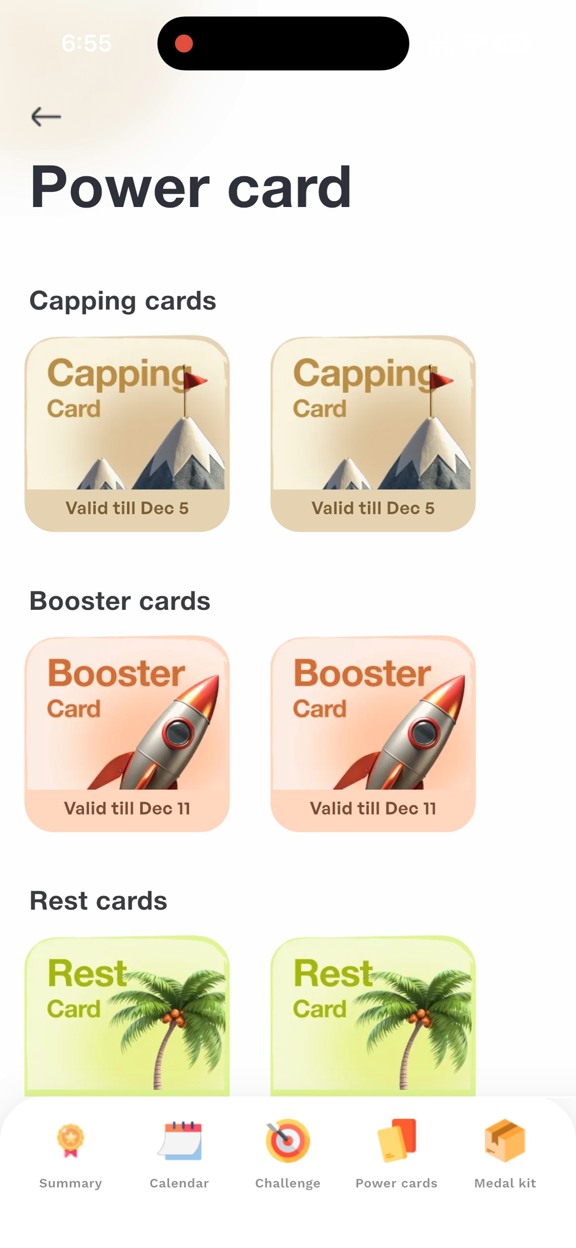 6:55
Power card
Capping cards
Capping
Card
Valid till Dec 5
Capping
Card
Valid till Dec 5
Booster cards
Booster
Card
Valid till Dec 11
Booster
Card
Valid till Dec 11
Rest cards
Rest
Card
Rest
Card
Summary
Calendar
Challenge
Power cards
Medal kit